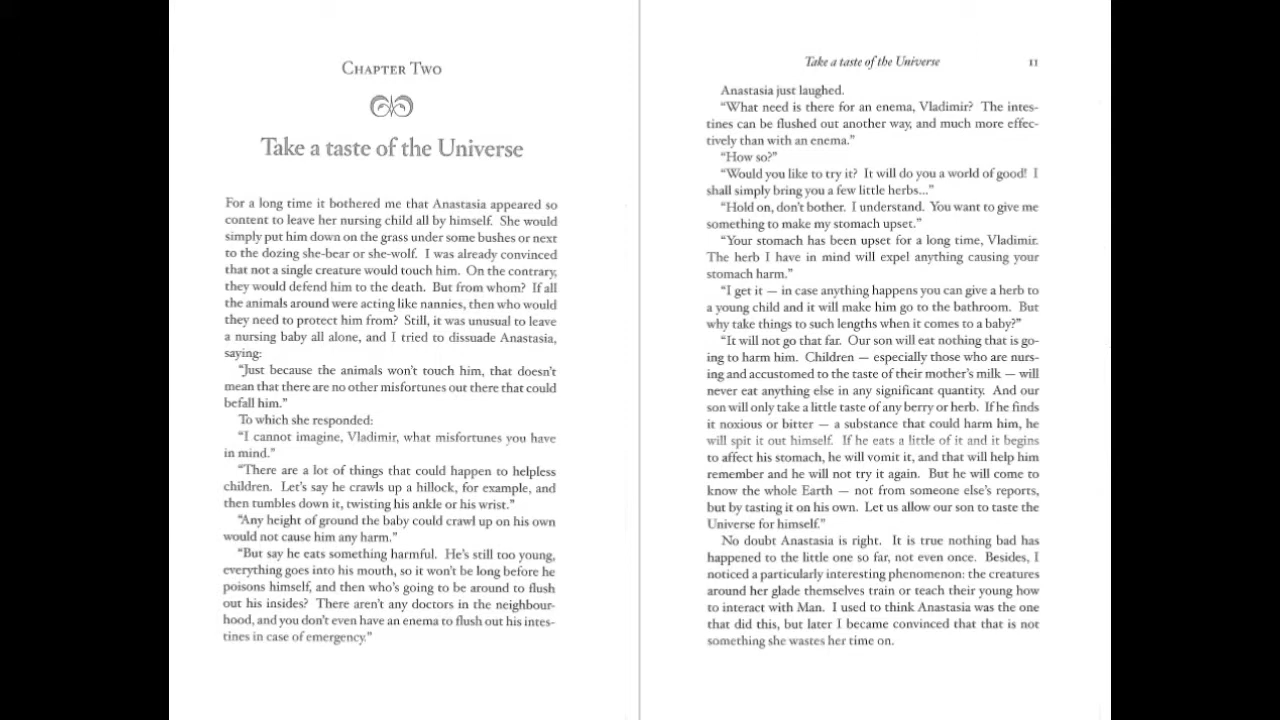 CHAPTER TWO
Take a taste of the Universe
For a long time it bothered me that Anastasia appeared so
content to leave her nursing child all by himself. She would
simply put him down on the grass under some bushes or next
to the dozing she-bear or she-wolf. I was already convinced
that not a single creature would touch him. On the contrary,
they would defend him to the death. But from whom? If all
the animals around were acting like nannies, then who would
they need to protect him from? Still, it was unusual to leave
a nursing baby all alone, and I tried to dissuade Anastasia,
saying:
“Just because the animals won’t touch him, that doesn’t
mean that there are no other misfortunes out there that could
befall him.”
To which she responded:
“I cannot imagine, Vladimir, what misfortunes you have
in mind.”
“There are a lot of things that could happen to helpless
children. Let’s say he crawls up a hillock, for example, and
then tumbles down it, twisting his ankle or his wrist.”
“Any height of ground the baby could crawl up on his own
would not cause him any harm.”
“But say he eats something harmful. He’s still too young,
everything goes into his mouth, so it won’t be long before he
poisons himself, and then who’s going to be around to flush
out his insides? There aren’t any doctors in the neighbour-
hood, and you don’t even have an enema to flush out his intes-
tines in case of emergency.”
Take a taste of the Universe 11
Anastasia just laughed.
“What need is there for an enema, Vladimir? The intes-
tines can be flushed out another way, and much more effec-
tively than with an enema.”
“How so?”
“Would you like to try it? It will do you a world of good! I
shall simply bring you a few little herbs...”
“Hold on, don’t bother. I understand. You want to give me
something to make my stomach upset.”
“Your stomach has been upset for a long time, Vladimir.
The herb I have in mind will expel anything causing your
stomach harm.”
“I get it — in case anything happens you can give a herb to
a young child and it will make him go to the bathroom. But
why take things to such lengths when it comes to a baby?”
“It will not go that far. Our son will eat nothing that is go-
ing to harm him. Children — especially those who are nurs-
ing and accustomed to the taste of their mother’s milk — will
never eat anything else in any significant quantity. And our
son will only take a little taste of any berry or herb. If he finds
it noxious or bitter — a substance that could harm him, he
will spit it out himself. If he eats a little of it and it begins
to affect his stomach, he will vomit it, and that will help him
remember and he will not try it again. But he will come to
know the whole Earth — not from someone else’s reports,
but by tasting it on his own. Let us allow our son to taste the
Universe for himself.”
No doubt Anastasia is right. It is true nothing bad has
happened to the little one so far, not even once. Besides, I
noticed a particularly interesting phenomenon: the creatures
around her glade themselves train or teach their young how
to interact with Man. I used to think Anastasia was the one
that did this, but later I became convinced that that is not
something she wastes her time on.